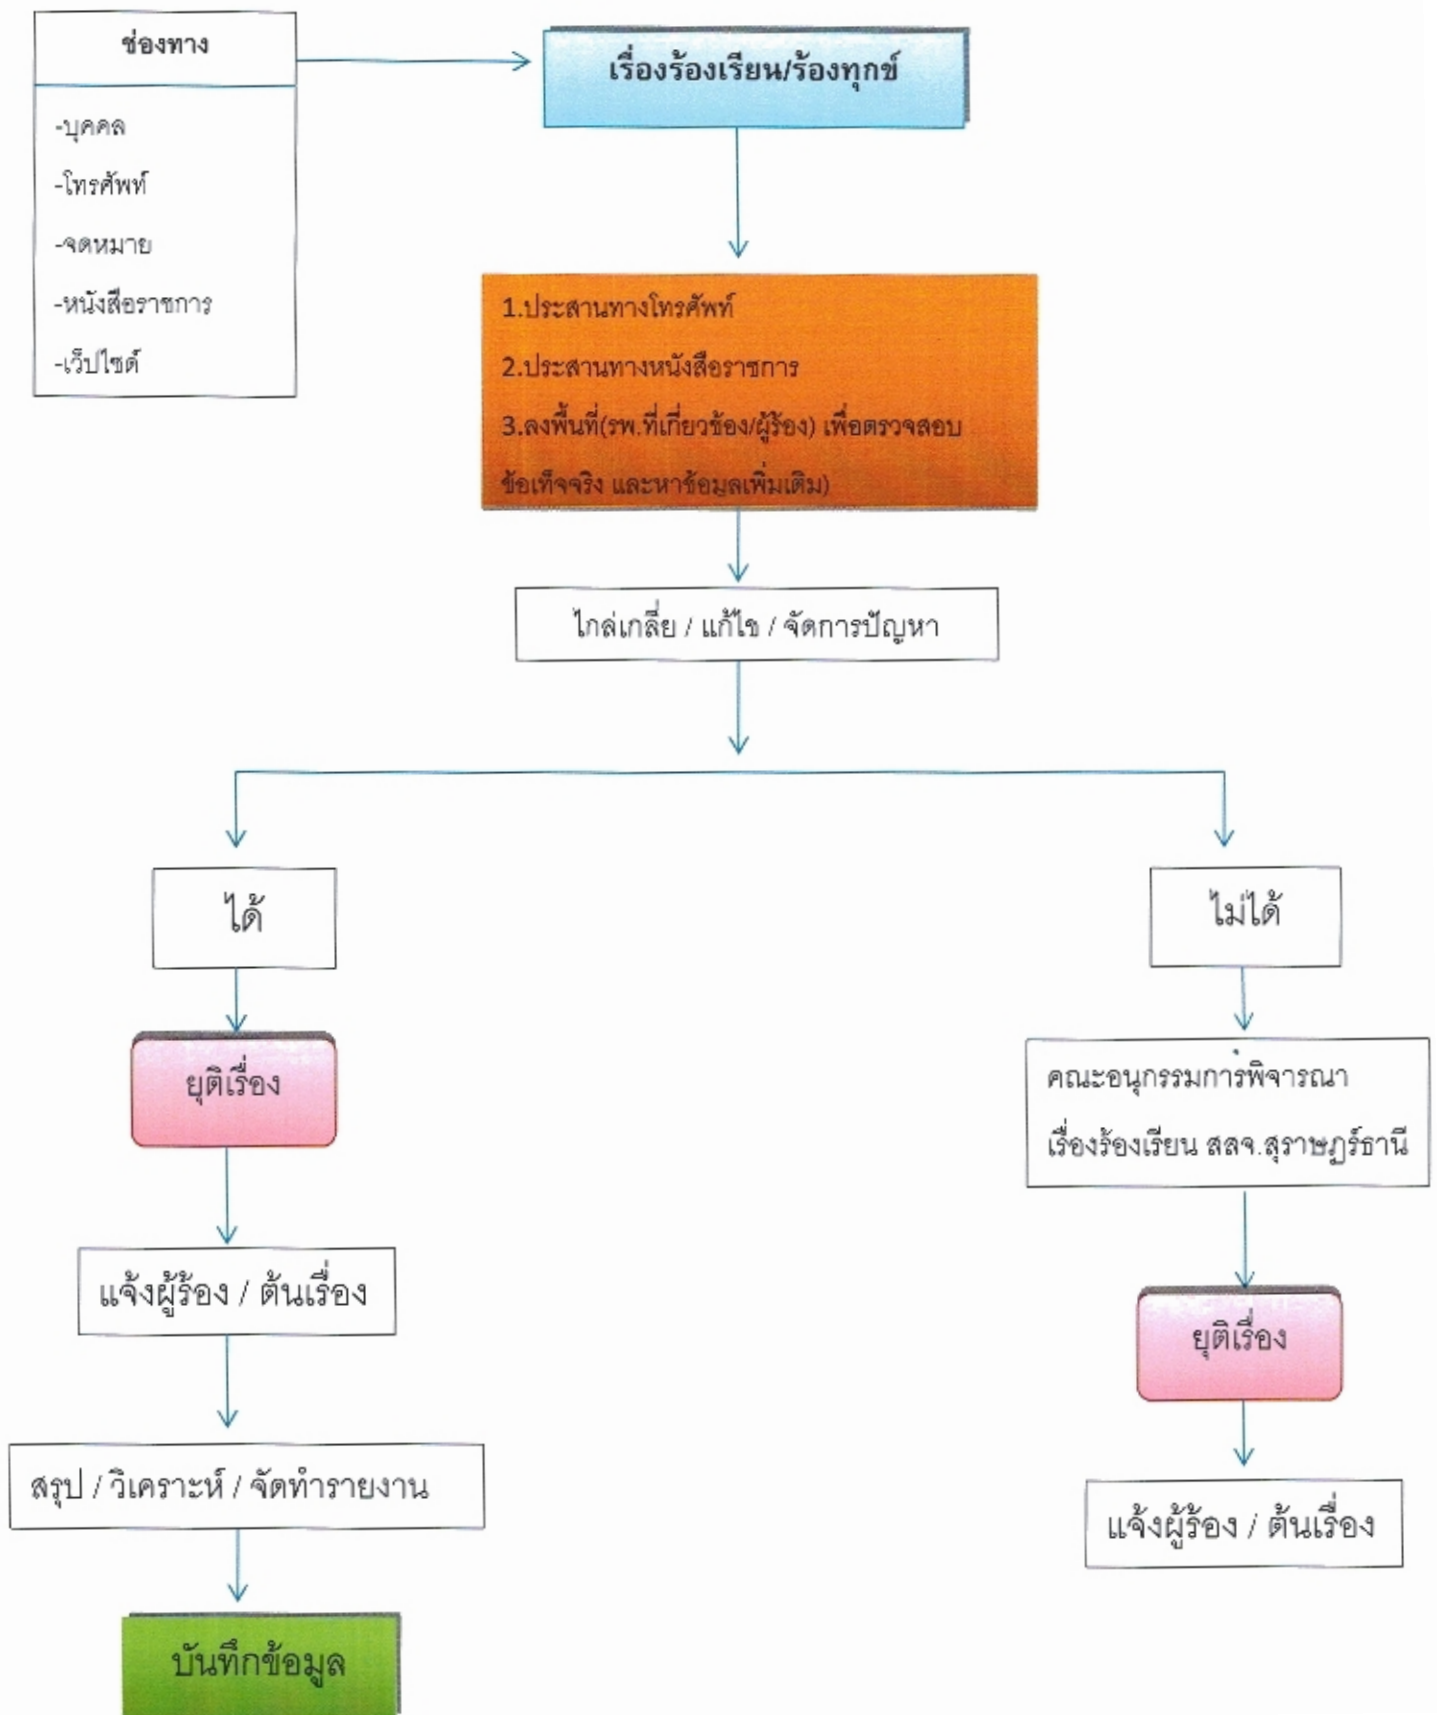 ช่องทาง
-บุคคล
-โทรศัพท์
-จดหมาย
-หนังสือราชการ
-เว็ปไซด์
เรื่องร้องเรียน/ร้องทุกข์
1.ประสานทางโทรศัพท์
2.ประสานทางหนังสือราชการ
3.ลงพื้นที่(รพ.ที่เกี่ยวข้อง/ผู้ร้อง) เพื่อตรวจสอบ
ข้อเท็จจริง และหาข้อมูลเพิ่มเติม)
ไกล่เกลี่ย / แก้ไข / จัดการปัญหา
ได้
ยุติเรื่อง
แจ้งผู้ร้อง / ต้นเรื่อง
สรุป / วิเคราะห์ / จัดทำรายงาน
บันทึกข้อมูล
ไม่ได้
คณะอนุกรรมการพิจารณา
เรื่องร้องเรียน สสจ.สุราษฎร์ธานี
ยุติเรื่อง
แจ้งผู้ร้อง / ต้นเรื่อง